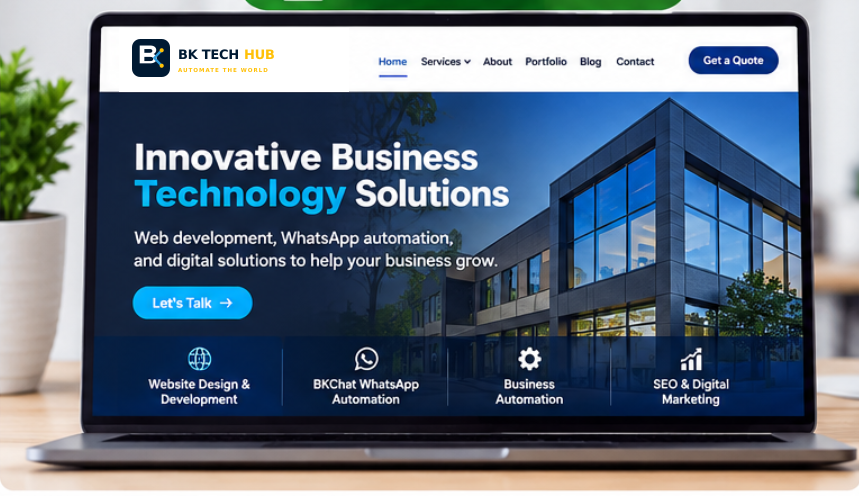 BK TECH HUB
AUTOMATE THE WORLD
Home Services About Portfolio Blog Contact Get a Quote
Innovative Business
Technology Solutions
Web development, WhatsApp automation,
and digital solutions to help your business grow.
Let's Talk →
Website Design &
Development
BKChat WhatsApp
Automation
Business
Automation
SEO & Digital
Marketing